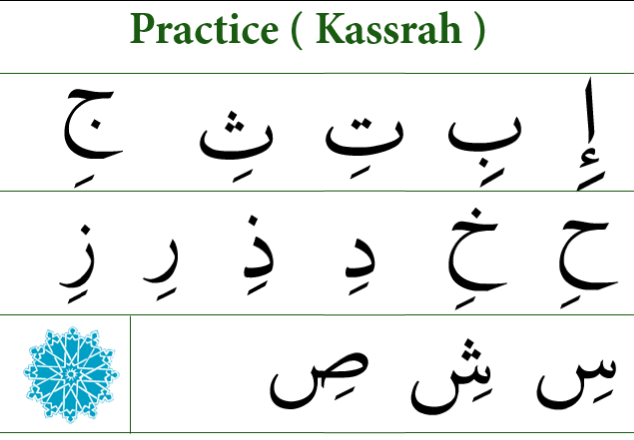 Practice ( Kassrah )
إِ بِ تِ ثِ جِ
حِ خِ دِ ذِ رِ زِ
سِ شِ صِ